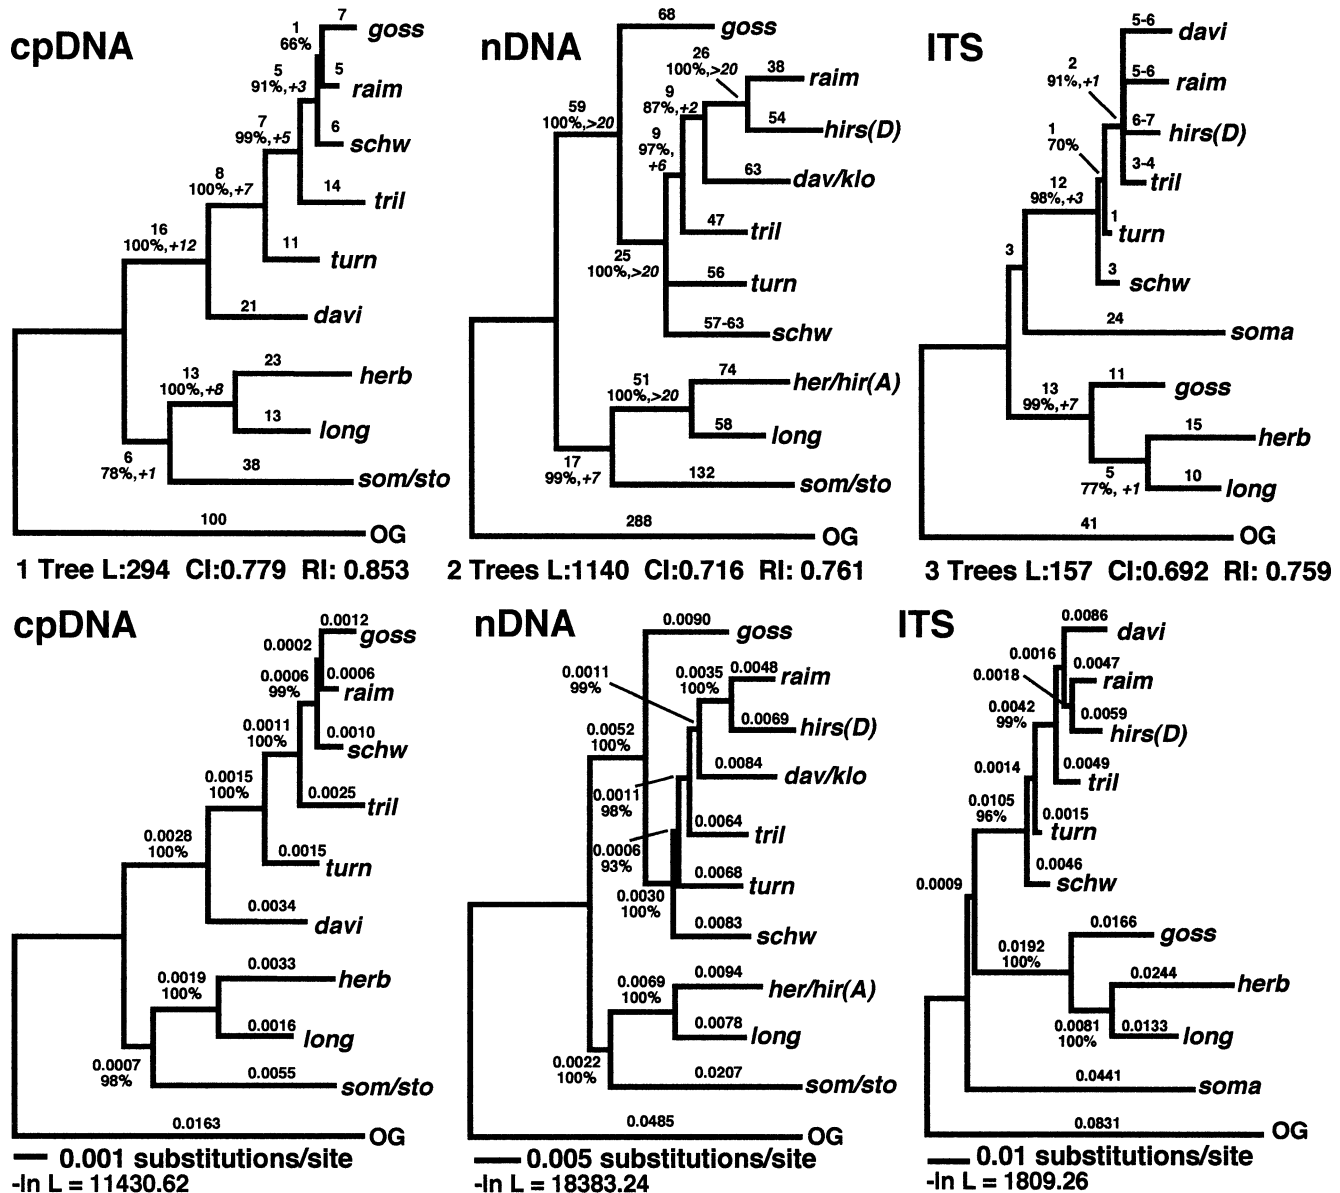 cpDNA
7
goss
1
66%
5
raim
5
91%,+3
6
schw
7
99%,+5
14
tril
8
100%,+7
11
turn
16
100%,+12
21
davi
23
herb
13
100%,+8
13
long
6
78%,+1
38
som/sto
100
OG
1 Tree L:294 CI:0.779 RI: 0.853
nDNA
68
goss
26
100%,>20
38
raim
9
87%,+2
54
hirs(D)
59
100%,>20
9
97%,
+6
63
dav/klo
47
tril
25
100%,>20
56
turn
57-63
schw
74
her/hir(A)
51
100%,>20
58
long
17
99%,+7
132
som/sto
288
OG
2 Trees L:1140 CI:0.716 RI: 0.761
ITS
5-6
davi
2
91%,+1
5-6
raim
6-7
hirs(D)
1
70%
3-4
tril
12
98%,+3
1
turn
3
3
schw
24
soma
11
goss
13
99%,+7
15
herb
5
77%, +1
10
long
41
OG
3 Trees L:157 CI:0.692 RI: 0.759
cpDNA
0.0012
goss
0.0002
0.0006
raim
0.0006
99%
0.0010
schw
0.0011
100%
0.0025
tril
0.0015
100%
0.0015
turn
0.0028
100%
0.0034
davi
0.0033
herb
0.0019
100%
0.0016
long
0.0007
98%
0.0055
som/sto
0.0163
OG
0.001 substitutions/site
-ln L = 11430.62
nDNA
0.0090
goss
0.0011
99%
0.0035
100%
0.0048
raim
0.0069
hirs(D)
0.0052
100%
0.0084
dav/klo
0.0011
98%
0.0064
tril
0.0006
93%
0.0068
turn
0.0030
100%
0.0083
schw
0.0094
her/hir(A)
0.0069
100%
0.0078
long
0.0022
100%
0.0207
som/sto
0.0485
OG
0.005 substitutions/site
-ln L = 18383.24
ITS
0.0086
davi
0.0016
0.0047
raim
0.0018
0.0059
hirs(D)
0.0042
99%
0.0049
tril
0.0014
0.0015
turn
0.0105
96%
0.0046
schw
0.0009
0.0166
goss
0.0192
100%
0.0244
herb
0.0081
100%
0.0133
long
0.0441
soma
0.0831
OG
0.01 substitutions/site
-ln L = 1809.26